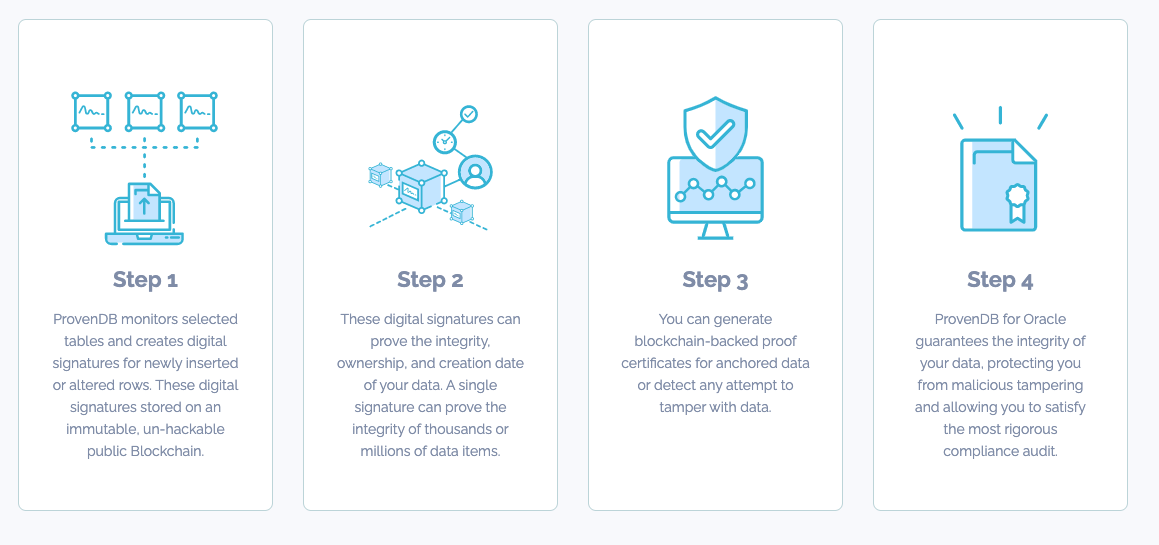 Step 1
ProvenDB monitors selected
tables and creates digital
signatures for newly inserted
or altered rows. These digital
signatures stored on an
immutable, un-hackable
public Blockchain.
Step 2
These digital signatures can
prove the integrity,
ownership, and creation date
of your data. A single
signature can prove the
integrity of thousands or
millions of data items.
Step 3
You can generate
blockchain-backed proof
certificates for anchored data
or detect any attempt to
tamper with data.
Step 4
ProvenDB for Oracle
guarantees the integrity of
your data, protecting you
from malicious tampering
and allowing you to satisfy
the most rigorous
compliance audit.